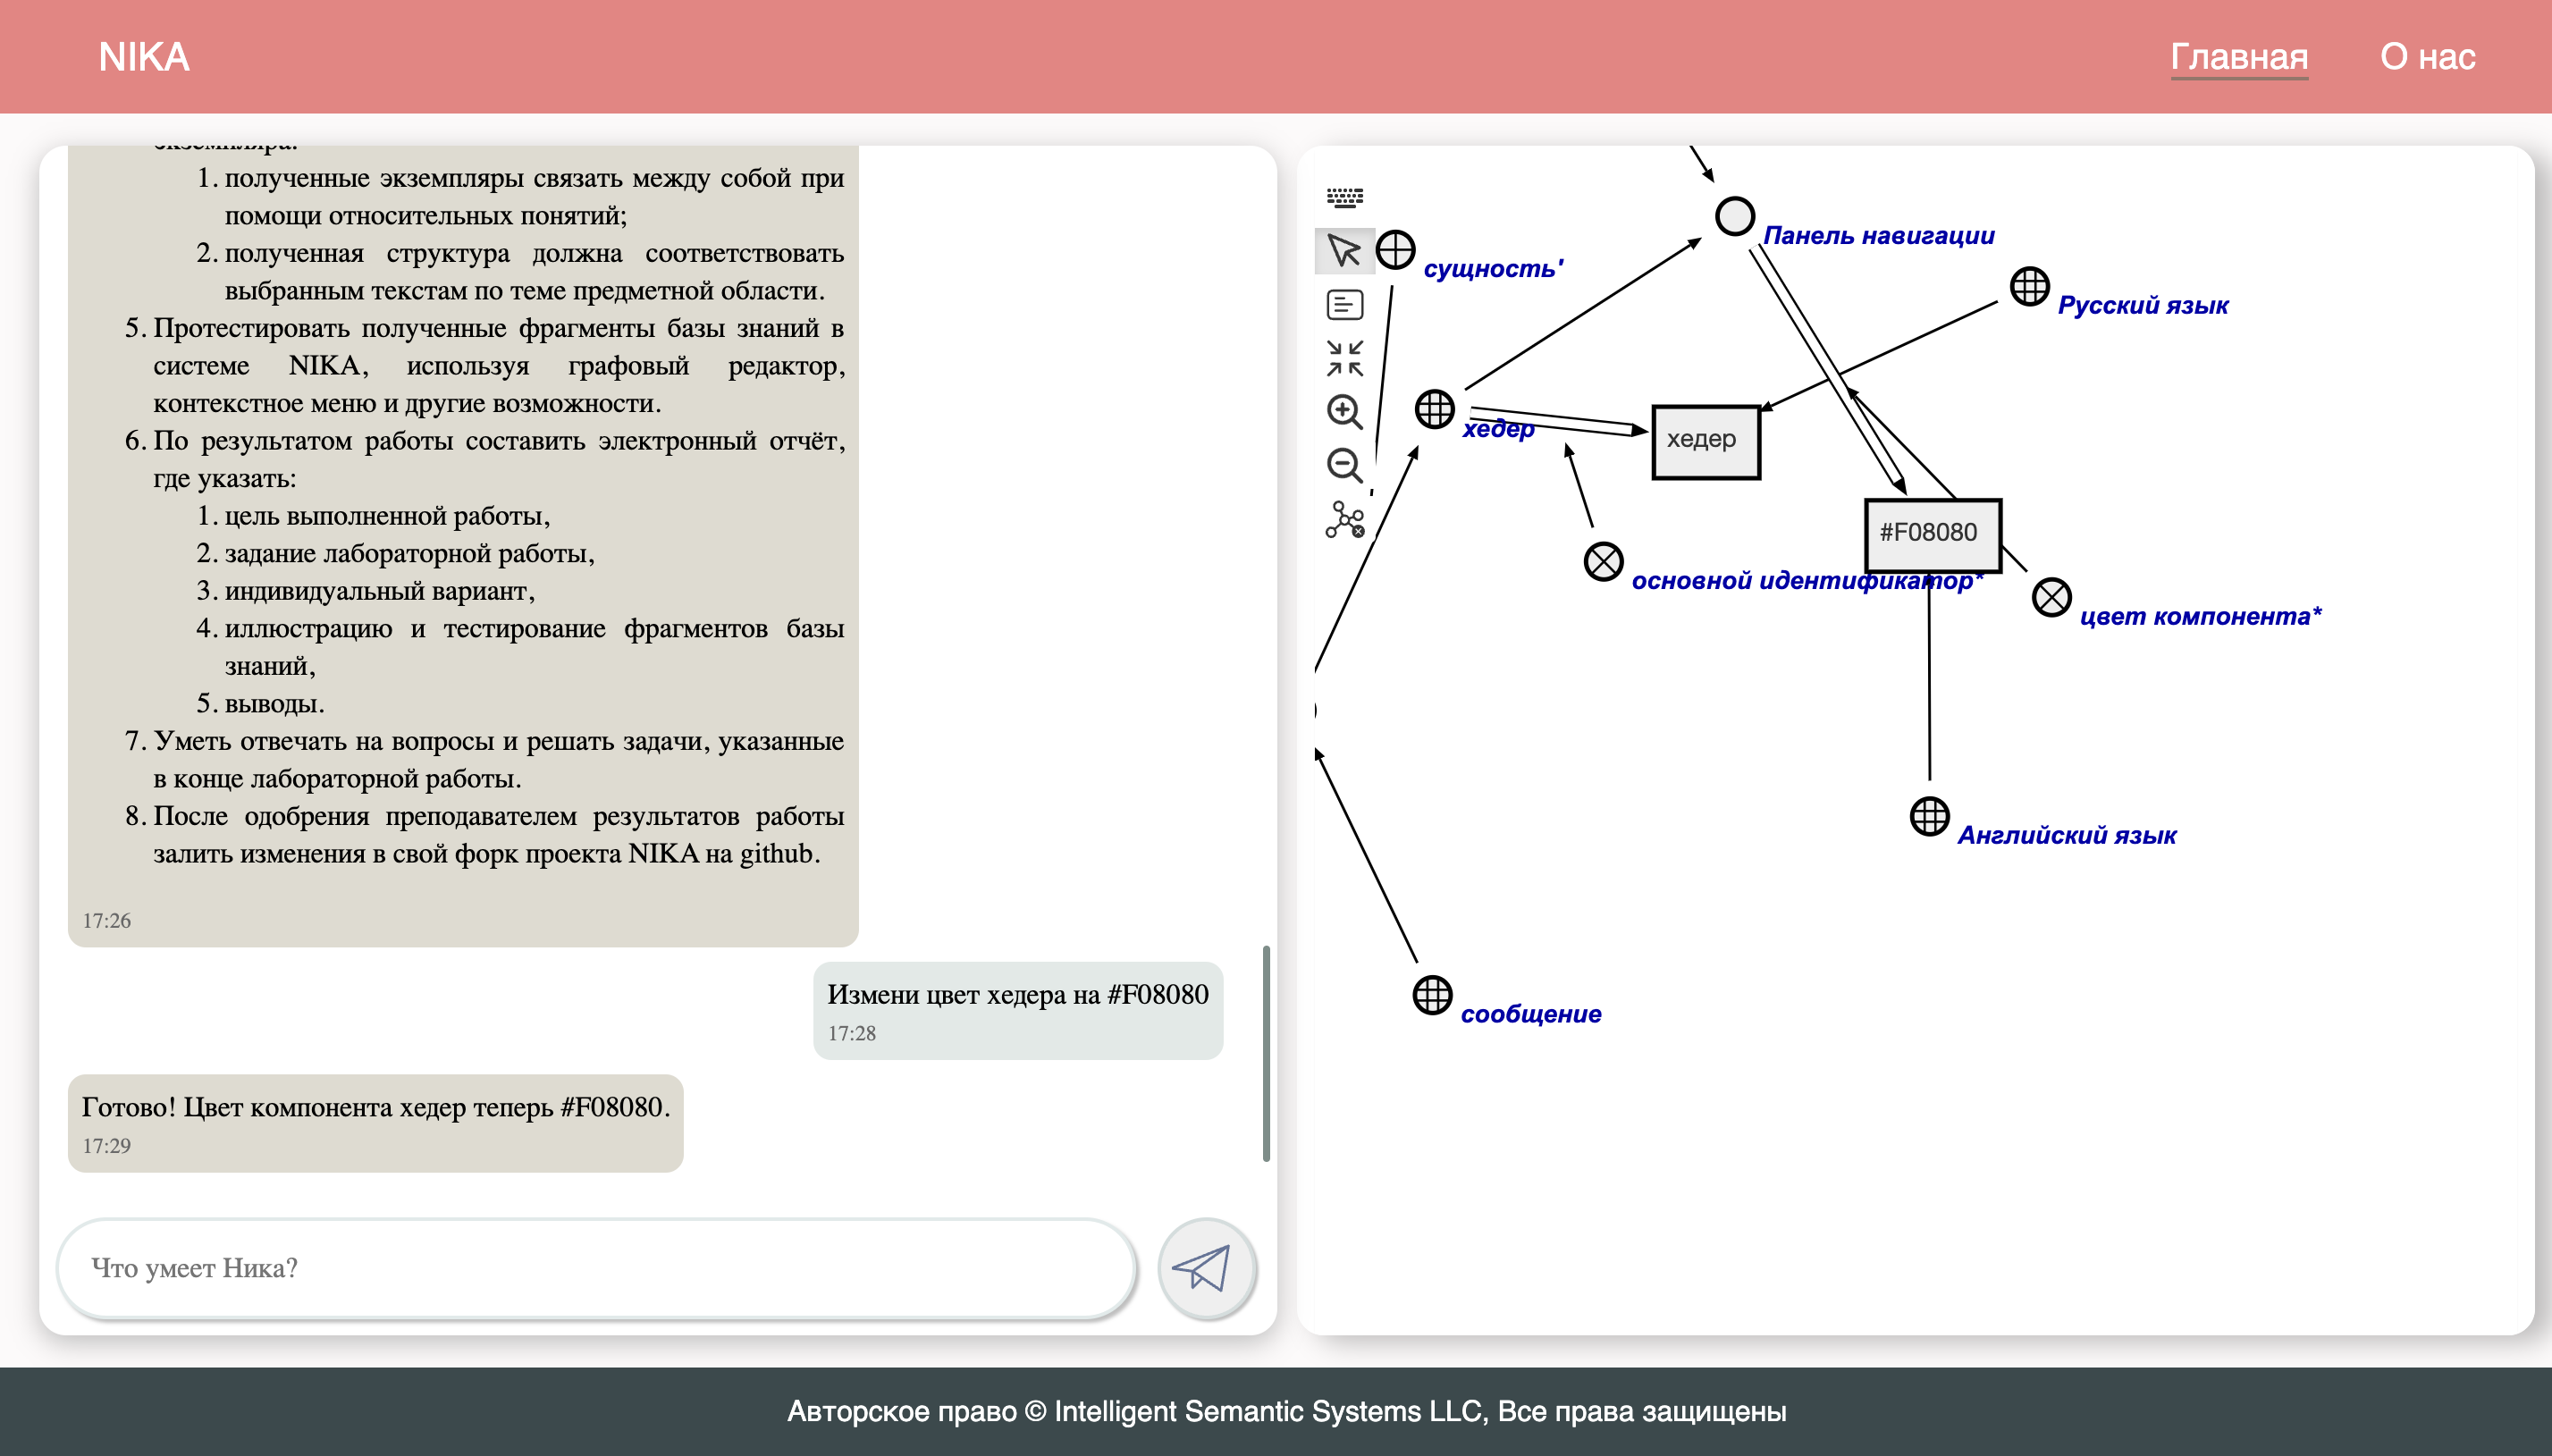 NIKA
Главная
О нас
экземпляра:
1. полученные экземпляры связать между собой при
помощи относительных понятий;
2. полученная структура должна соответствовать
выбранным текстам по теме предметной области.
5. Протестировать полученные фрагменты базы знаний в
системе NIKA, используя графовый редактор,
контекстное меню и другие возможности.
6. По результатом работы составить электронный отчёт,
где указать:
1. цель выполненной работы,
2. задание лабораторной работы,
3. индивидуальный вариант,
4. иллюстрацию и тестирование фрагментов базы
знаний,
5. выводы.
7. Уметь отвечать на вопросы и решать задачи, указанные
в конце лабораторной работы.
8. После одобрения преподавателем результатов работы
залить изменения в свой форк проекта NIKA на github.
17:26
Измени цвет хедера на #F08080
17:28
Готово! Цвет компонента хедер теперь #F08080.
17:29
Что умеет Ника?
Панель навигации
сущность'
Русский язык
хедер
хедер
#F08080
основной идентификатор*
цвет компонента*
Английский язык
сообщение
Авторское право © Intelligent Semantic Systems LLC, Все права защищены